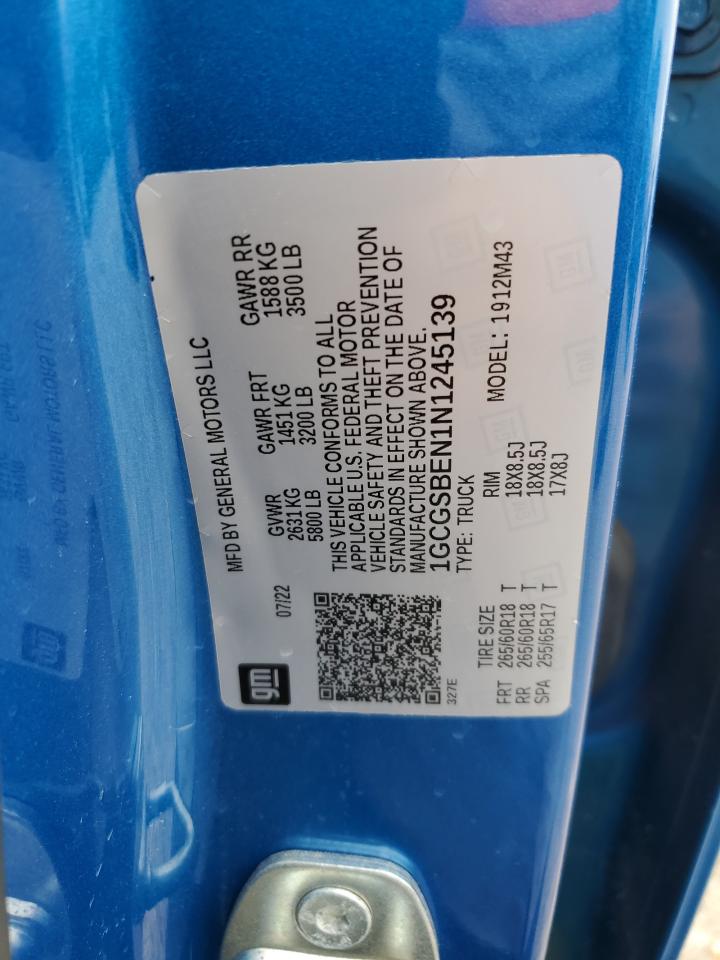 gm
MFD BY GENERAL MOTORS LLC
07/22
GVWR GAWR FRT GAWR RR
2631 KG 1451 KG 1588 KG
5800 LB 3200 LB 3500 LB
THIS VEHICLE CONFORMS TO ALL
APPLICABLE U.S. FEDERAL MOTOR
VEHICLE SAFETY AND THEFT PREVENTION
STANDARDS IN EFFECT ON THE DATE OF
MANUFACTURE SHOWN ABOVE.
1GCGSBEN1N1245139
327E
TYPE: TRUCK
MODEL: 1912M43
TIRE SIZE RIM
FRT 265/60R18 T 18X8.5J
RR 265/60R18 T 18X8.5J
SPA 255/65R17 T 17X8J